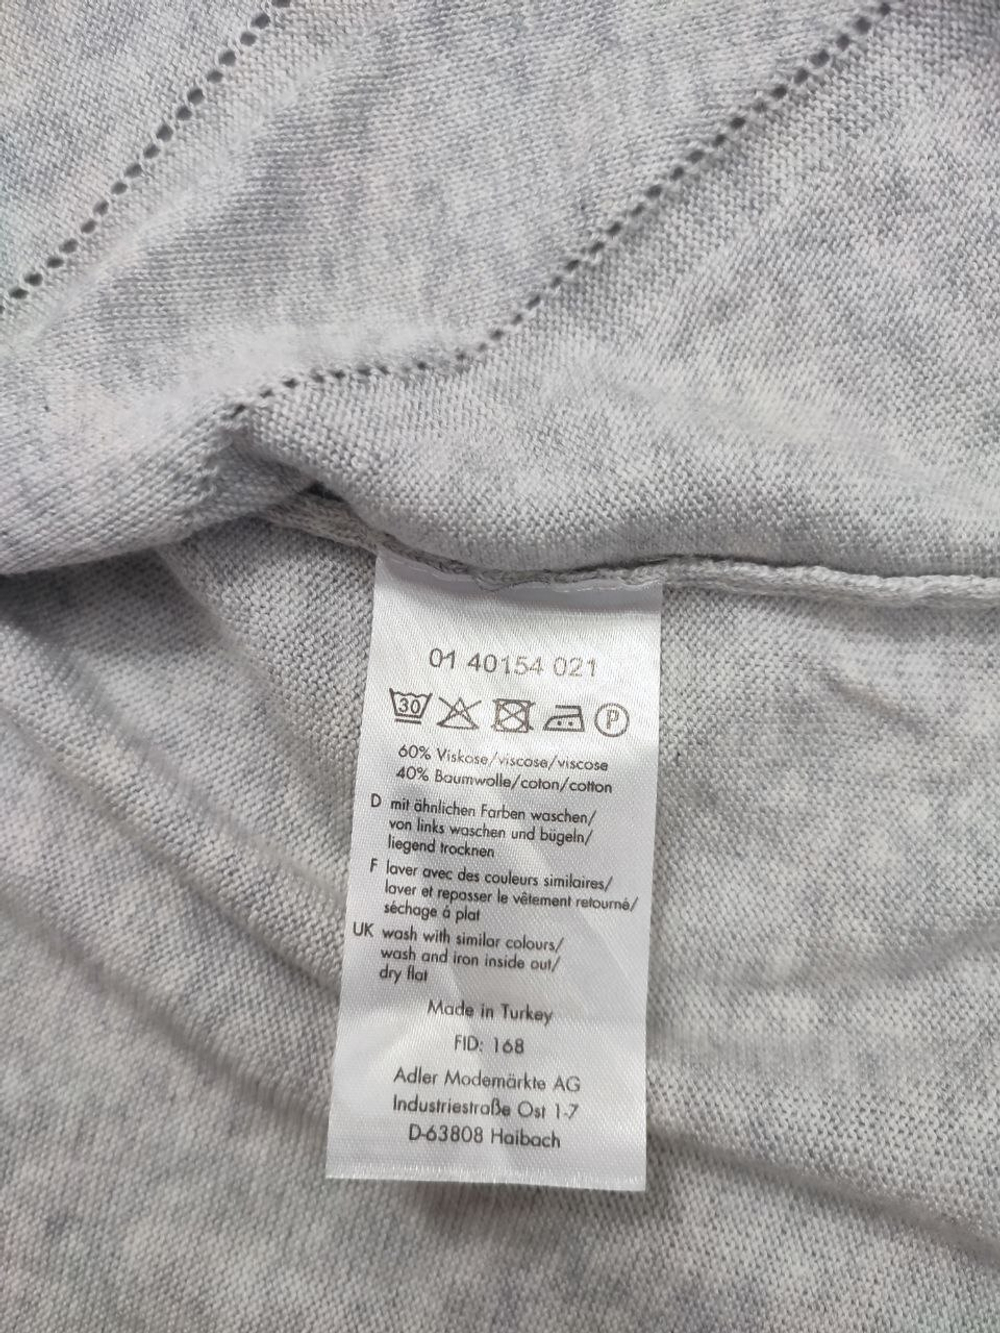 01 40154 021
30 P
60% Viskose/viscose/viscose
40% Baumwolle/coton/cotton
D mit ähnlichen Farben waschen/
von links waschen und bügeln/
liegend trocknen
F laver avec des couleurs similaires/
laver et repasser le vêtement retourné/
séchage à plat
UK wash with similar colours/
wash and iron inside out/
dry flat
Made in Turkey
FID: 168
Adler Modemärkte AG
Industriestraße Ost 1-7
D-63808 Haibach